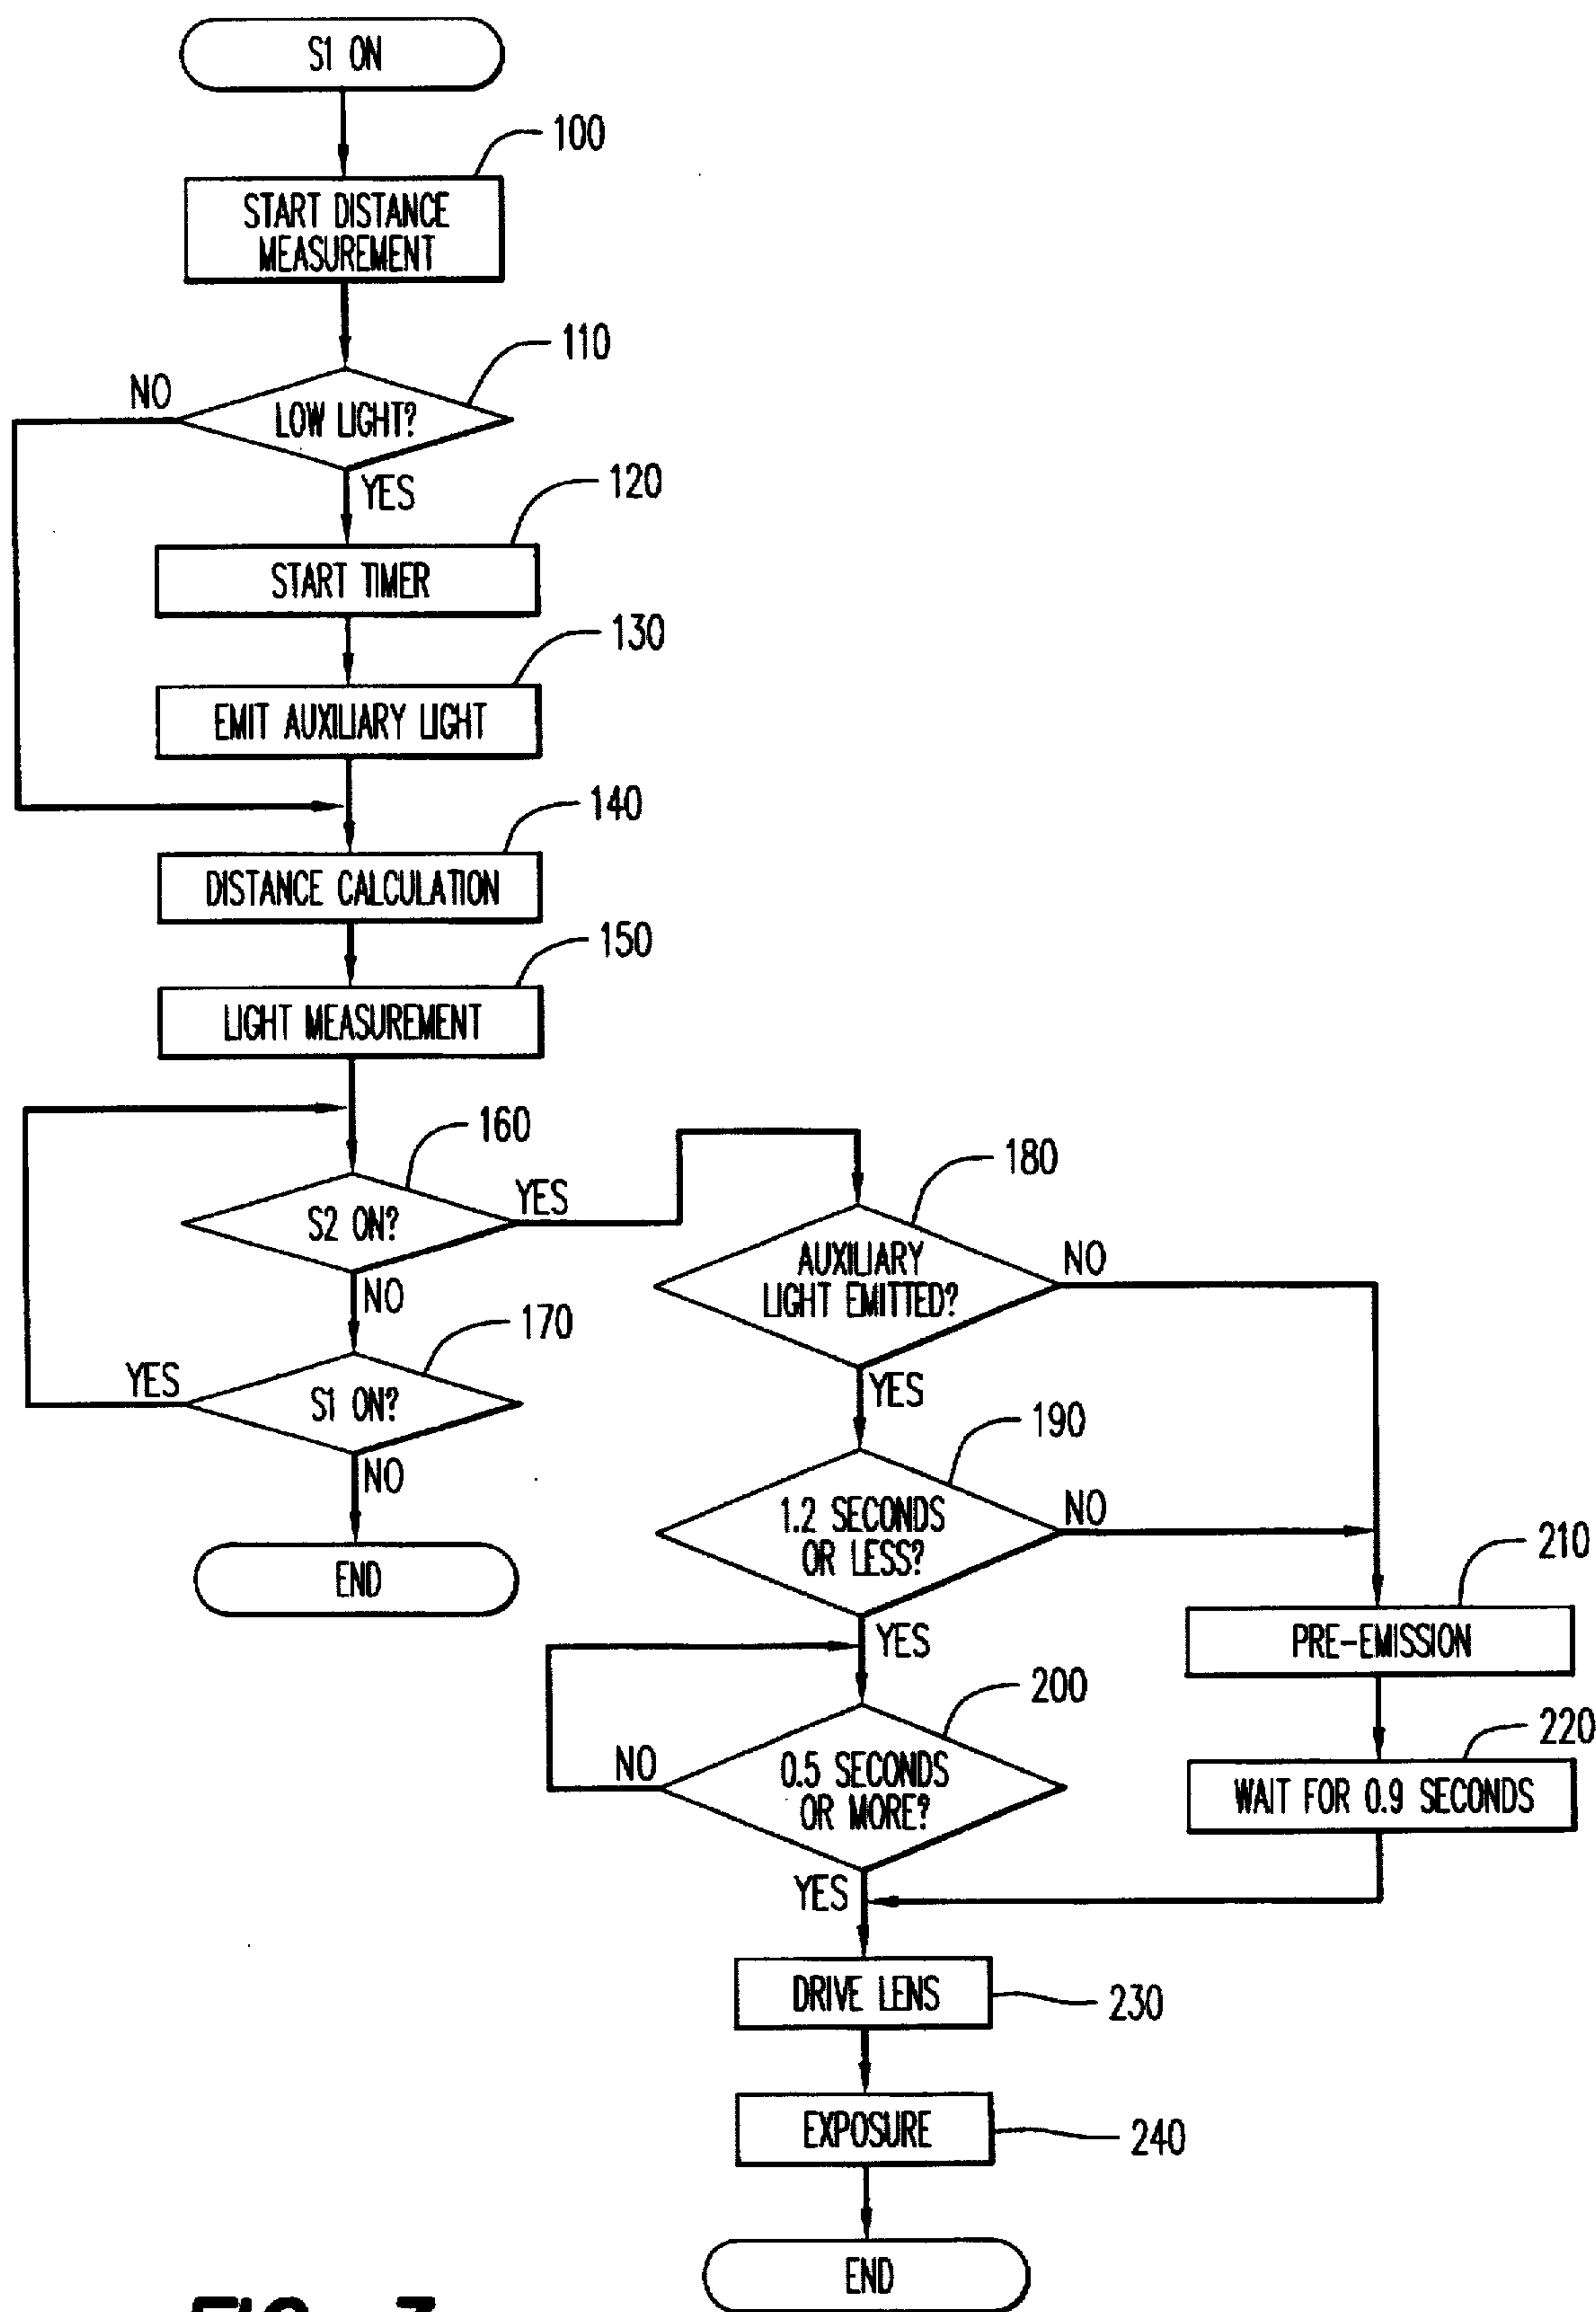 S1 ON
100
START DISTANCE
MEASUREMENT
110
NO
LOW LIGHT?
YES
120
START TIMER
130
EMIT AUXILIARY LIGHT
140
DISTANCE CALCULATION
150
LIGHT MEASUREMENT
160
S2 ON?
YES
NO
170
YES
S1 ON?
NO
END
180
AUXILIARY
LIGHT EMITTED?
NO
YES
190
1.2 SECONDS
OR LESS?
NO
YES
210
PRE-EMISSION
200
0.5 SECONDS
OR MORE?
NO
YES
220
WAIT FOR 0.9 SECONDS
DRIVE LENS
230
EXPOSURE
240
END